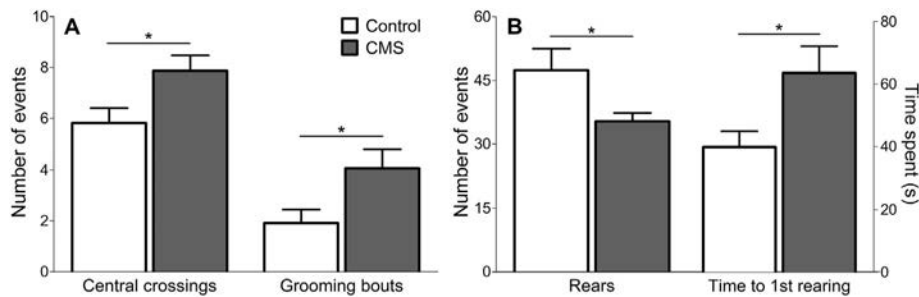 A
Control
CMS
Number of events
10
8
6
4
2
0
*
*
Central crossings
Grooming bouts
B
Number of events
60
45
30
15
0
*
*
80
60
40
20
0
Time spent (s)
Rears
Time to 1st rearing